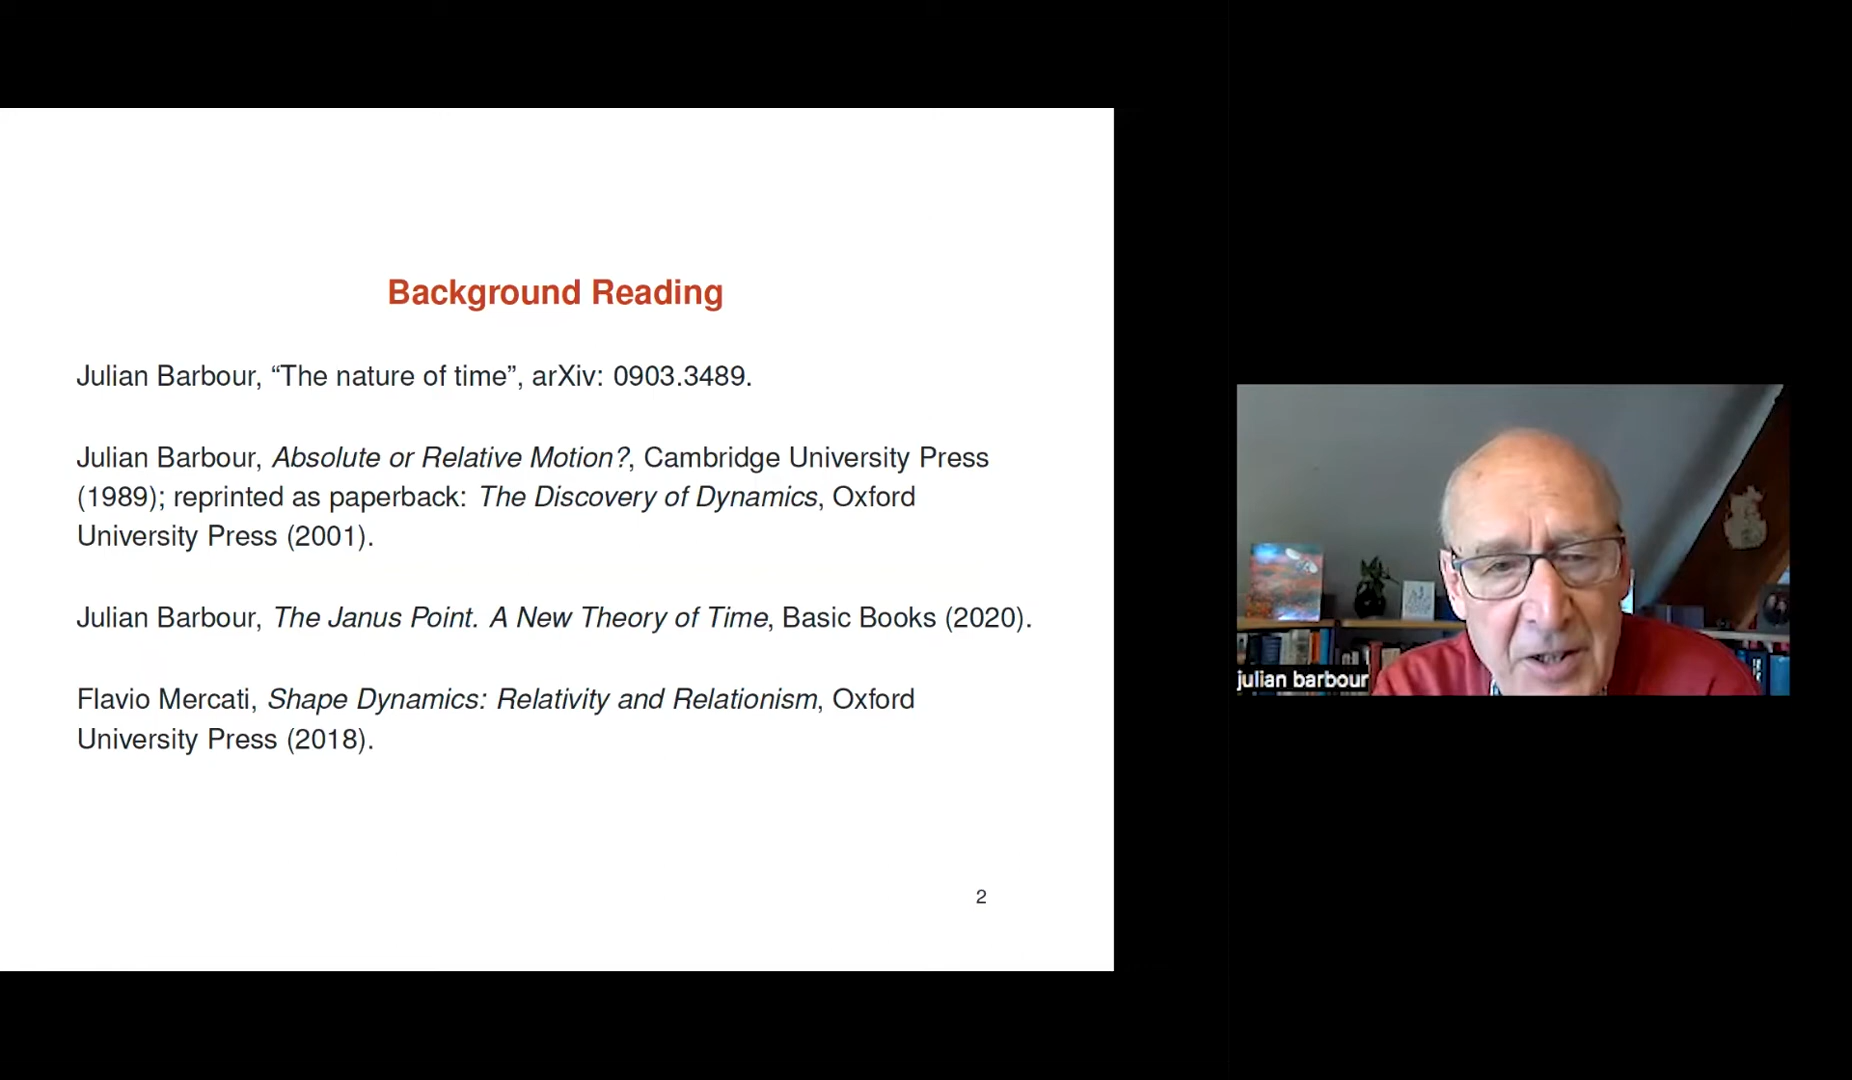 Background Reading
Julian Barbour, “The nature of time”, arXiv: 0903.3489.
Julian Barbour, Absolute or Relative Motion?, Cambridge University Press
(1989); reprinted as paperback: The Discovery of Dynamics, Oxford
University Press (2001).
Julian Barbour, The Janus Point. A New Theory of Time, Basic Books (2020).
Flavio Mercati, Shape Dynamics: Relativity and Relationism, Oxford
University Press (2018).
2
julian barbour